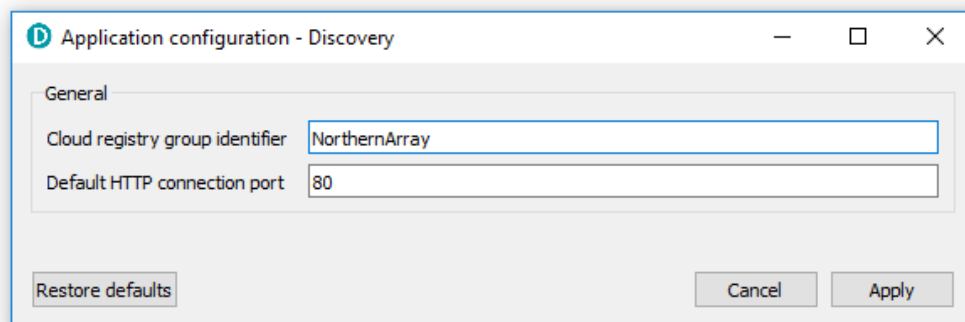 Application configuration - Discovery
General
Cloud registry group identifier NorthernArray
Default HTTP connection port 80
Restore defaults Cancel Apply